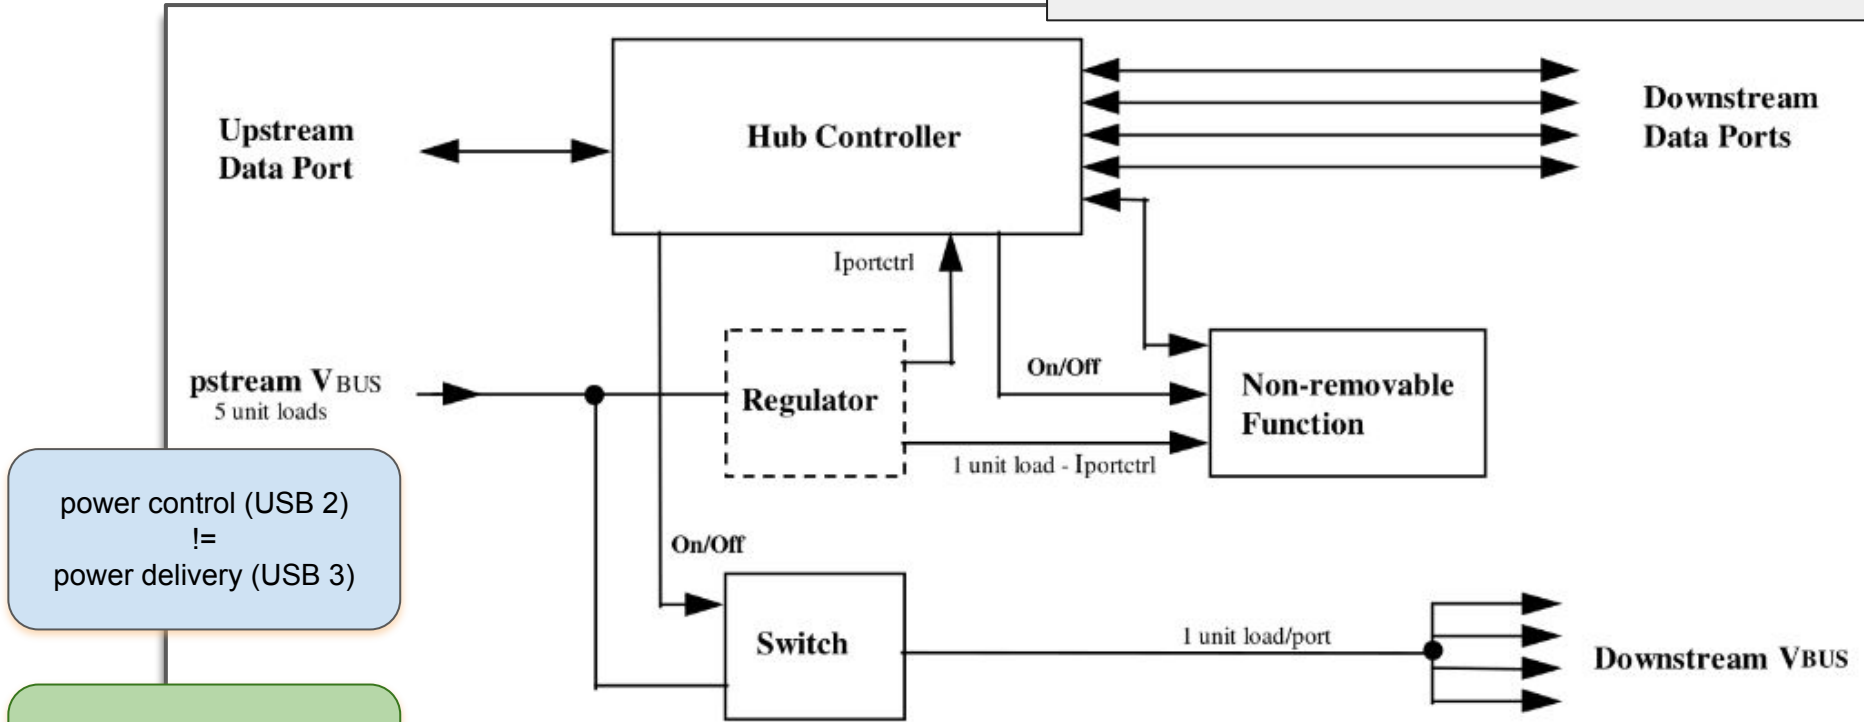 Upstream
Data Port
Hub Controller
Downstream
Data Ports
Iportctrl
pstream VBUS
5 unit loads
Regulator
On/Off
Non-removable
Function
1 unit load - Iportctrl
power control (USB 2)
!=
power delivery (USB 3)
On/Off
Switch
1 unit load/port
Downstream VBUS